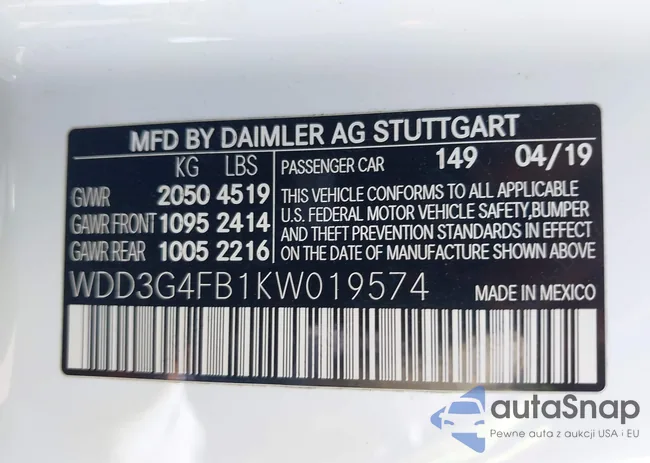 MFD BY DAIMLER AG STUTTGART
KG LBS
GVWR 2050 4519
GAWR FRONT 1095 2414
GAWR REAR 1005 2216
PASSENGER CAR 149 04/19
THIS VEHICLE CONFORMS TO ALL APPLICABLE
U.S. FEDERAL MOTOR VEHICLE SAFETY, BUMPER
AND THEFT PREVENTION STANDARDS IN EFFECT
ON THE DATE OF MANUFACTURE SHOWN ABOVE
WDD3G4FB1KW019574 MADE IN MEXICO
autaSnap
Pewne auta z aukcji USA i EU